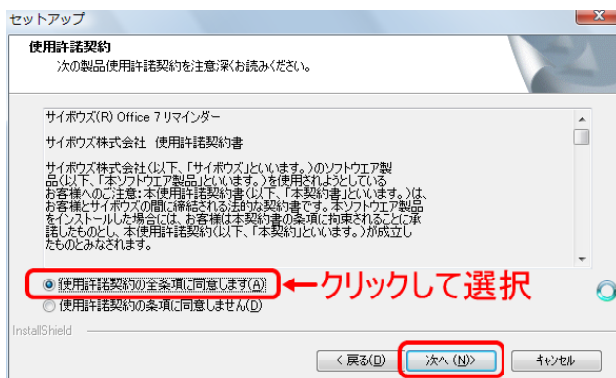 セットアップ
使用許諾契約
次の製品使用許諾契約を注意深くお読みください。
サイボウズ(R) Office 7 リマインダー
サイボウズ株式会社 使用許諾契約書
サイボウズ株式会社(以下、「サイボウズ」といいます。)のソフトウエア製
品(以下、「本ソフトウエア製品」といいます。)を使用されようとしている
お客様へのご注意:本使用許諾契約書(以下、「本契約書」といいます。)は、
お客様とサイボウズの間に締結される法的な契約書です。本ソフトウエア製品
をインストールした場合には、お客様は本契約書の条項に拘束されることに承
諾したものとし、本使用許諾契約(以下、「本契約」といいます。)が成立し
たものとみなされます。
使用許諾契約の全条項に同意します(A)
←クリックして選択
使用許諾契約の条項に同意しません(D)
InstallShield
< 戻る(D)
次へ (N)>
キャンセル